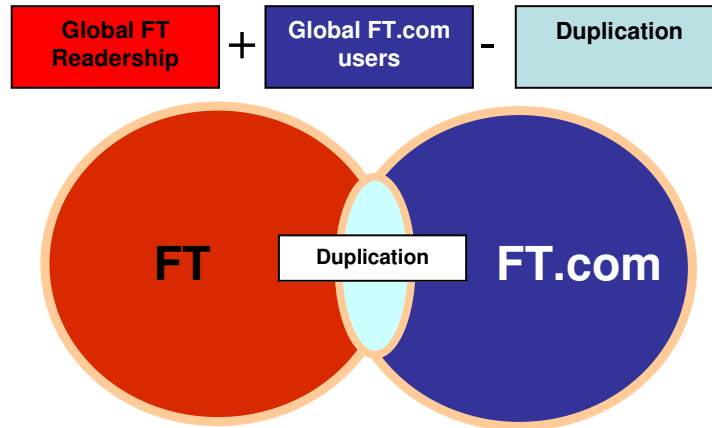 Global FT
Readership
+
Global FT.com
users
-
Duplication
FT
Duplication
FT.com